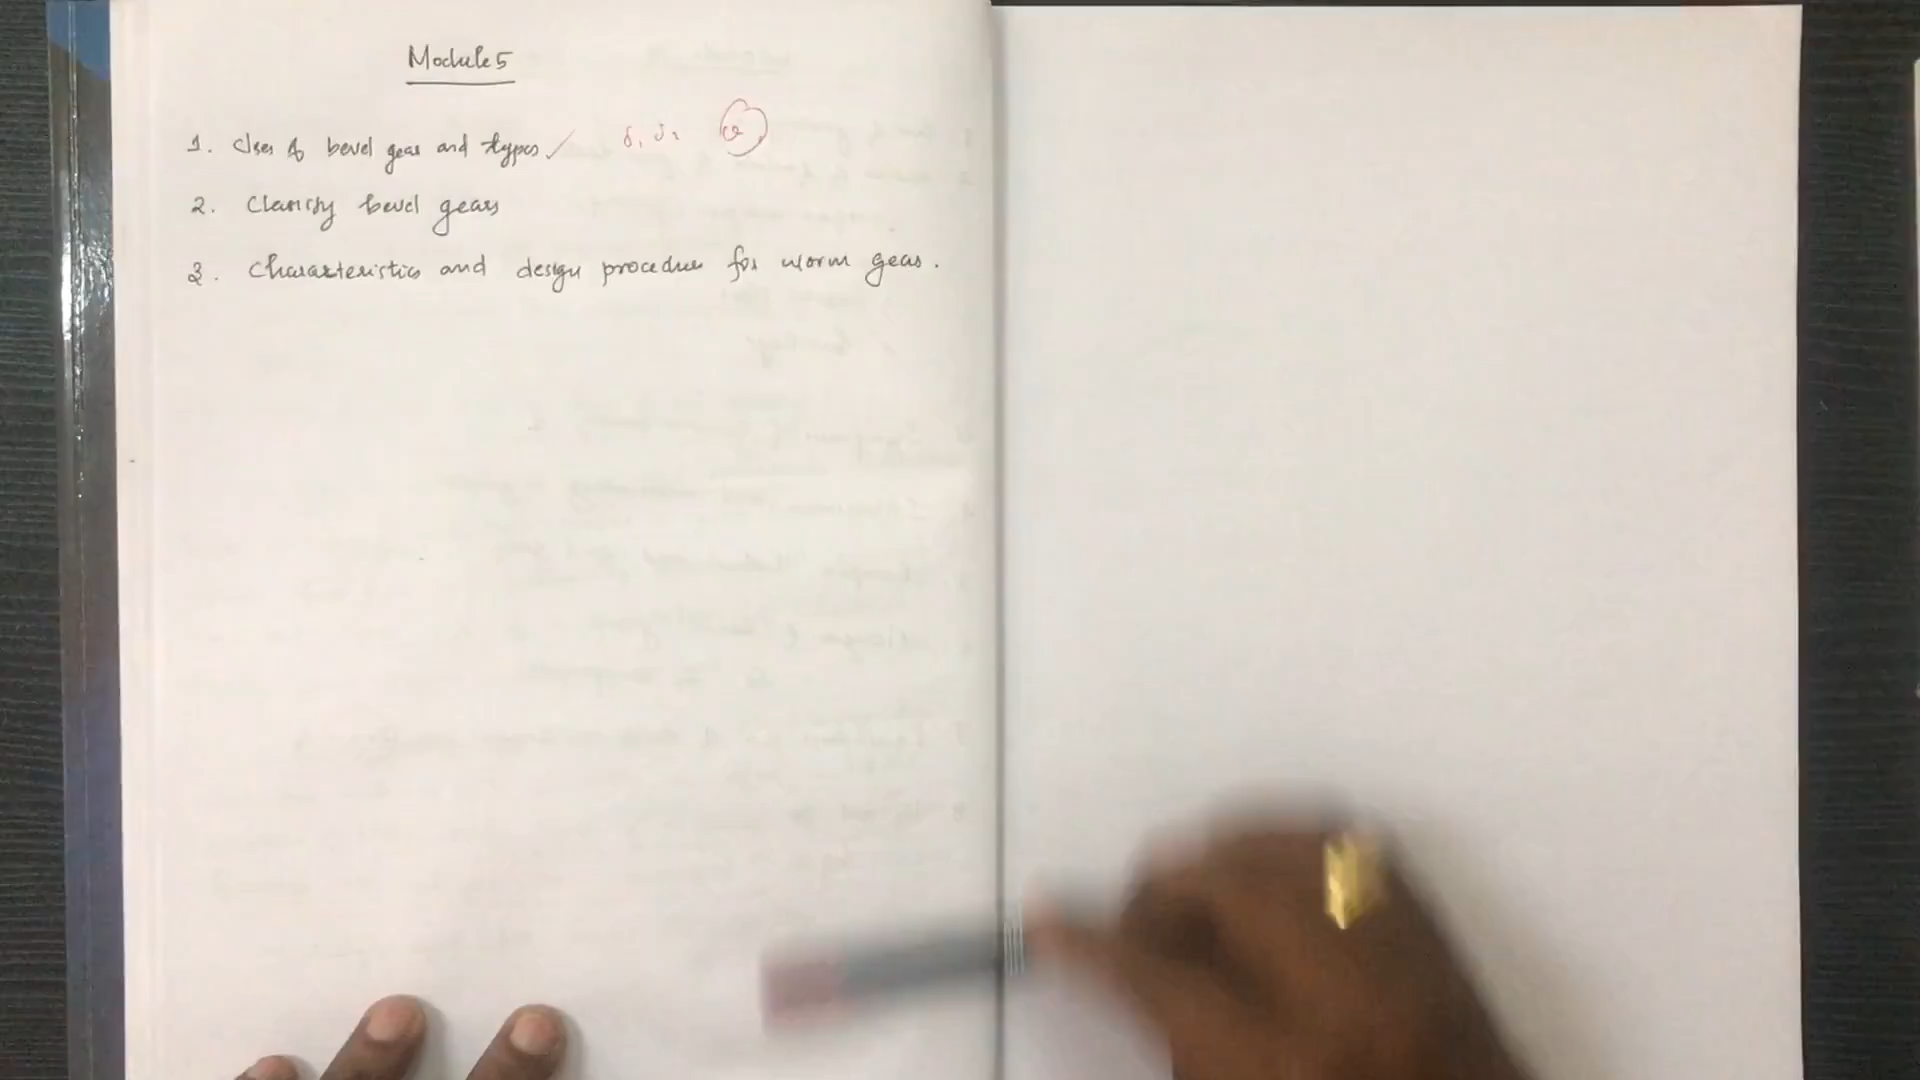 Module 5
1. Uses of bevel gear and types ✓ δ, δ₂
2. Classify bevel gears
3. Characteristics and design procedure for worm gears.